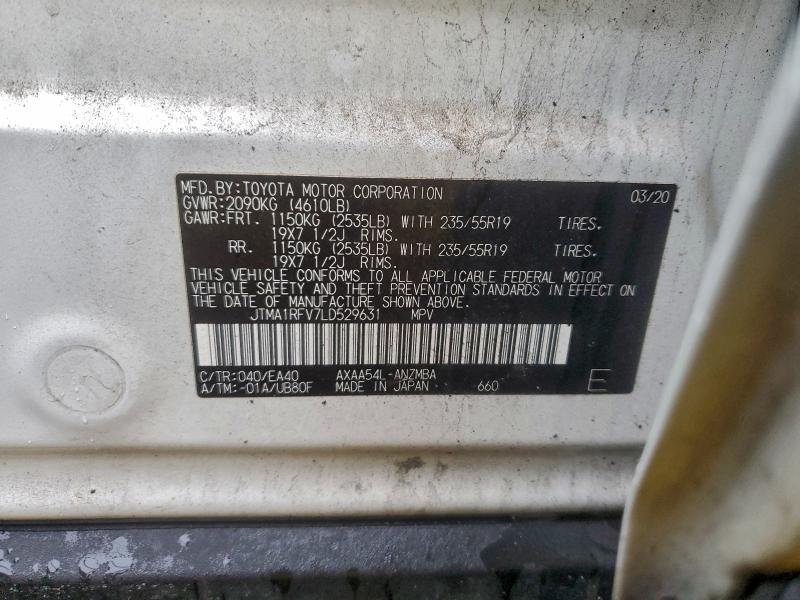 MFD. BY: TOYOTA MOTOR CORPORATION 03/20
GVWR: 2090KG (4610LB)
GAWR: FRT. 1150KG (2535LB) WITH 235/55R19 TIRES.
19X7 1/2J RIMS.
RR. 1150KG (2535LB) WITH 235/55R19 TIRES.
19X7 1/2J RIMS.
THIS VEHICLE CONFORMS TO ALL APPLICABLE FEDERAL MOTOR
VEHICLE SAFETY AND THEFT PREVENTION STANDARDS IN EFFECT ON
THE DATE OF MANUFACTURE SHOWN ABOVE.
JTMA1RFV7LD529631 MPV
C/TR: 040/EA40 AXAA54L-ANZMBA
A/TM: -01A/UB80F MADE IN JAPAN 660 E